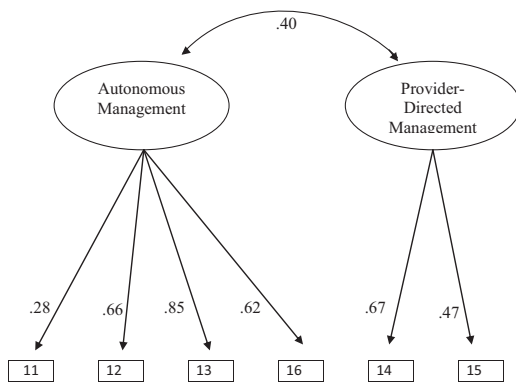 .40
Autonomous
Management
Provider-
Directed
Management
.28
.66
.85
.62
.67
.47
11
12
13
16
14
15